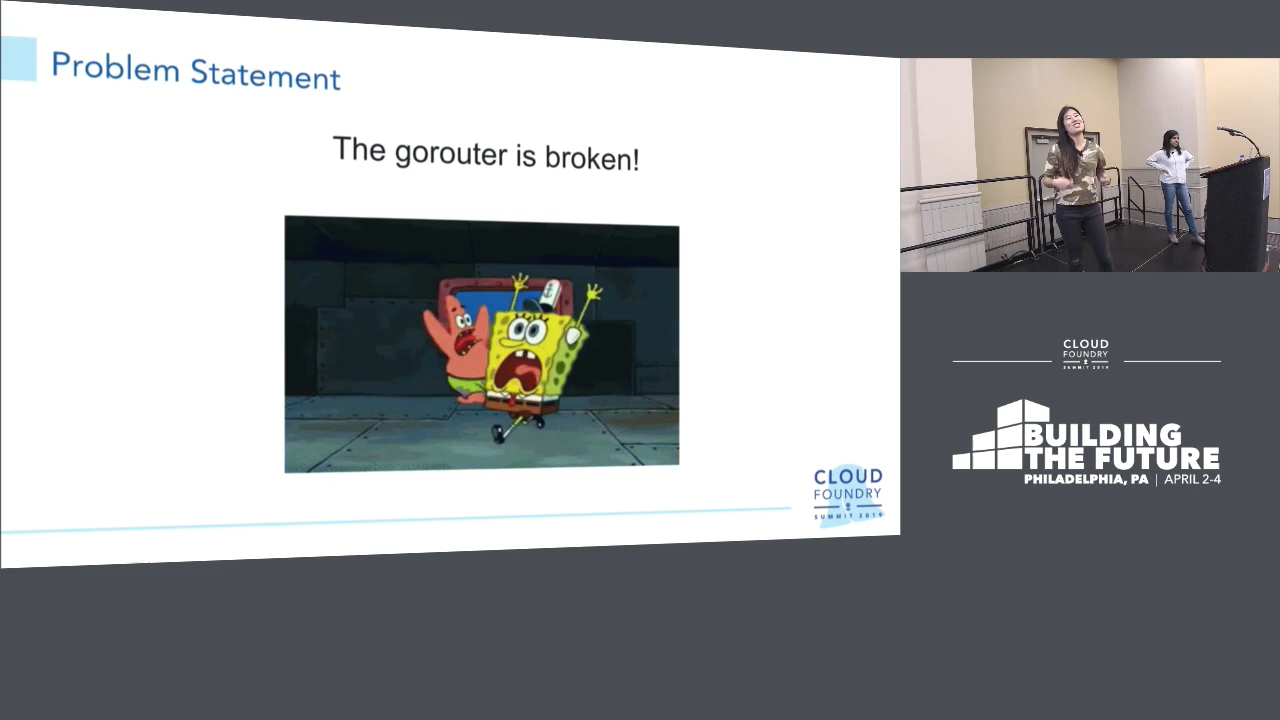 Problem Statement
The gorouter is broken!
CLOUD
FOUNDRY
SUMMIT 2019
CLOUD
FOUNDRY
SUMMIT 2019
BUILDING
THE FUTURE
PHILADELPHIA, PA | APRIL 2-4